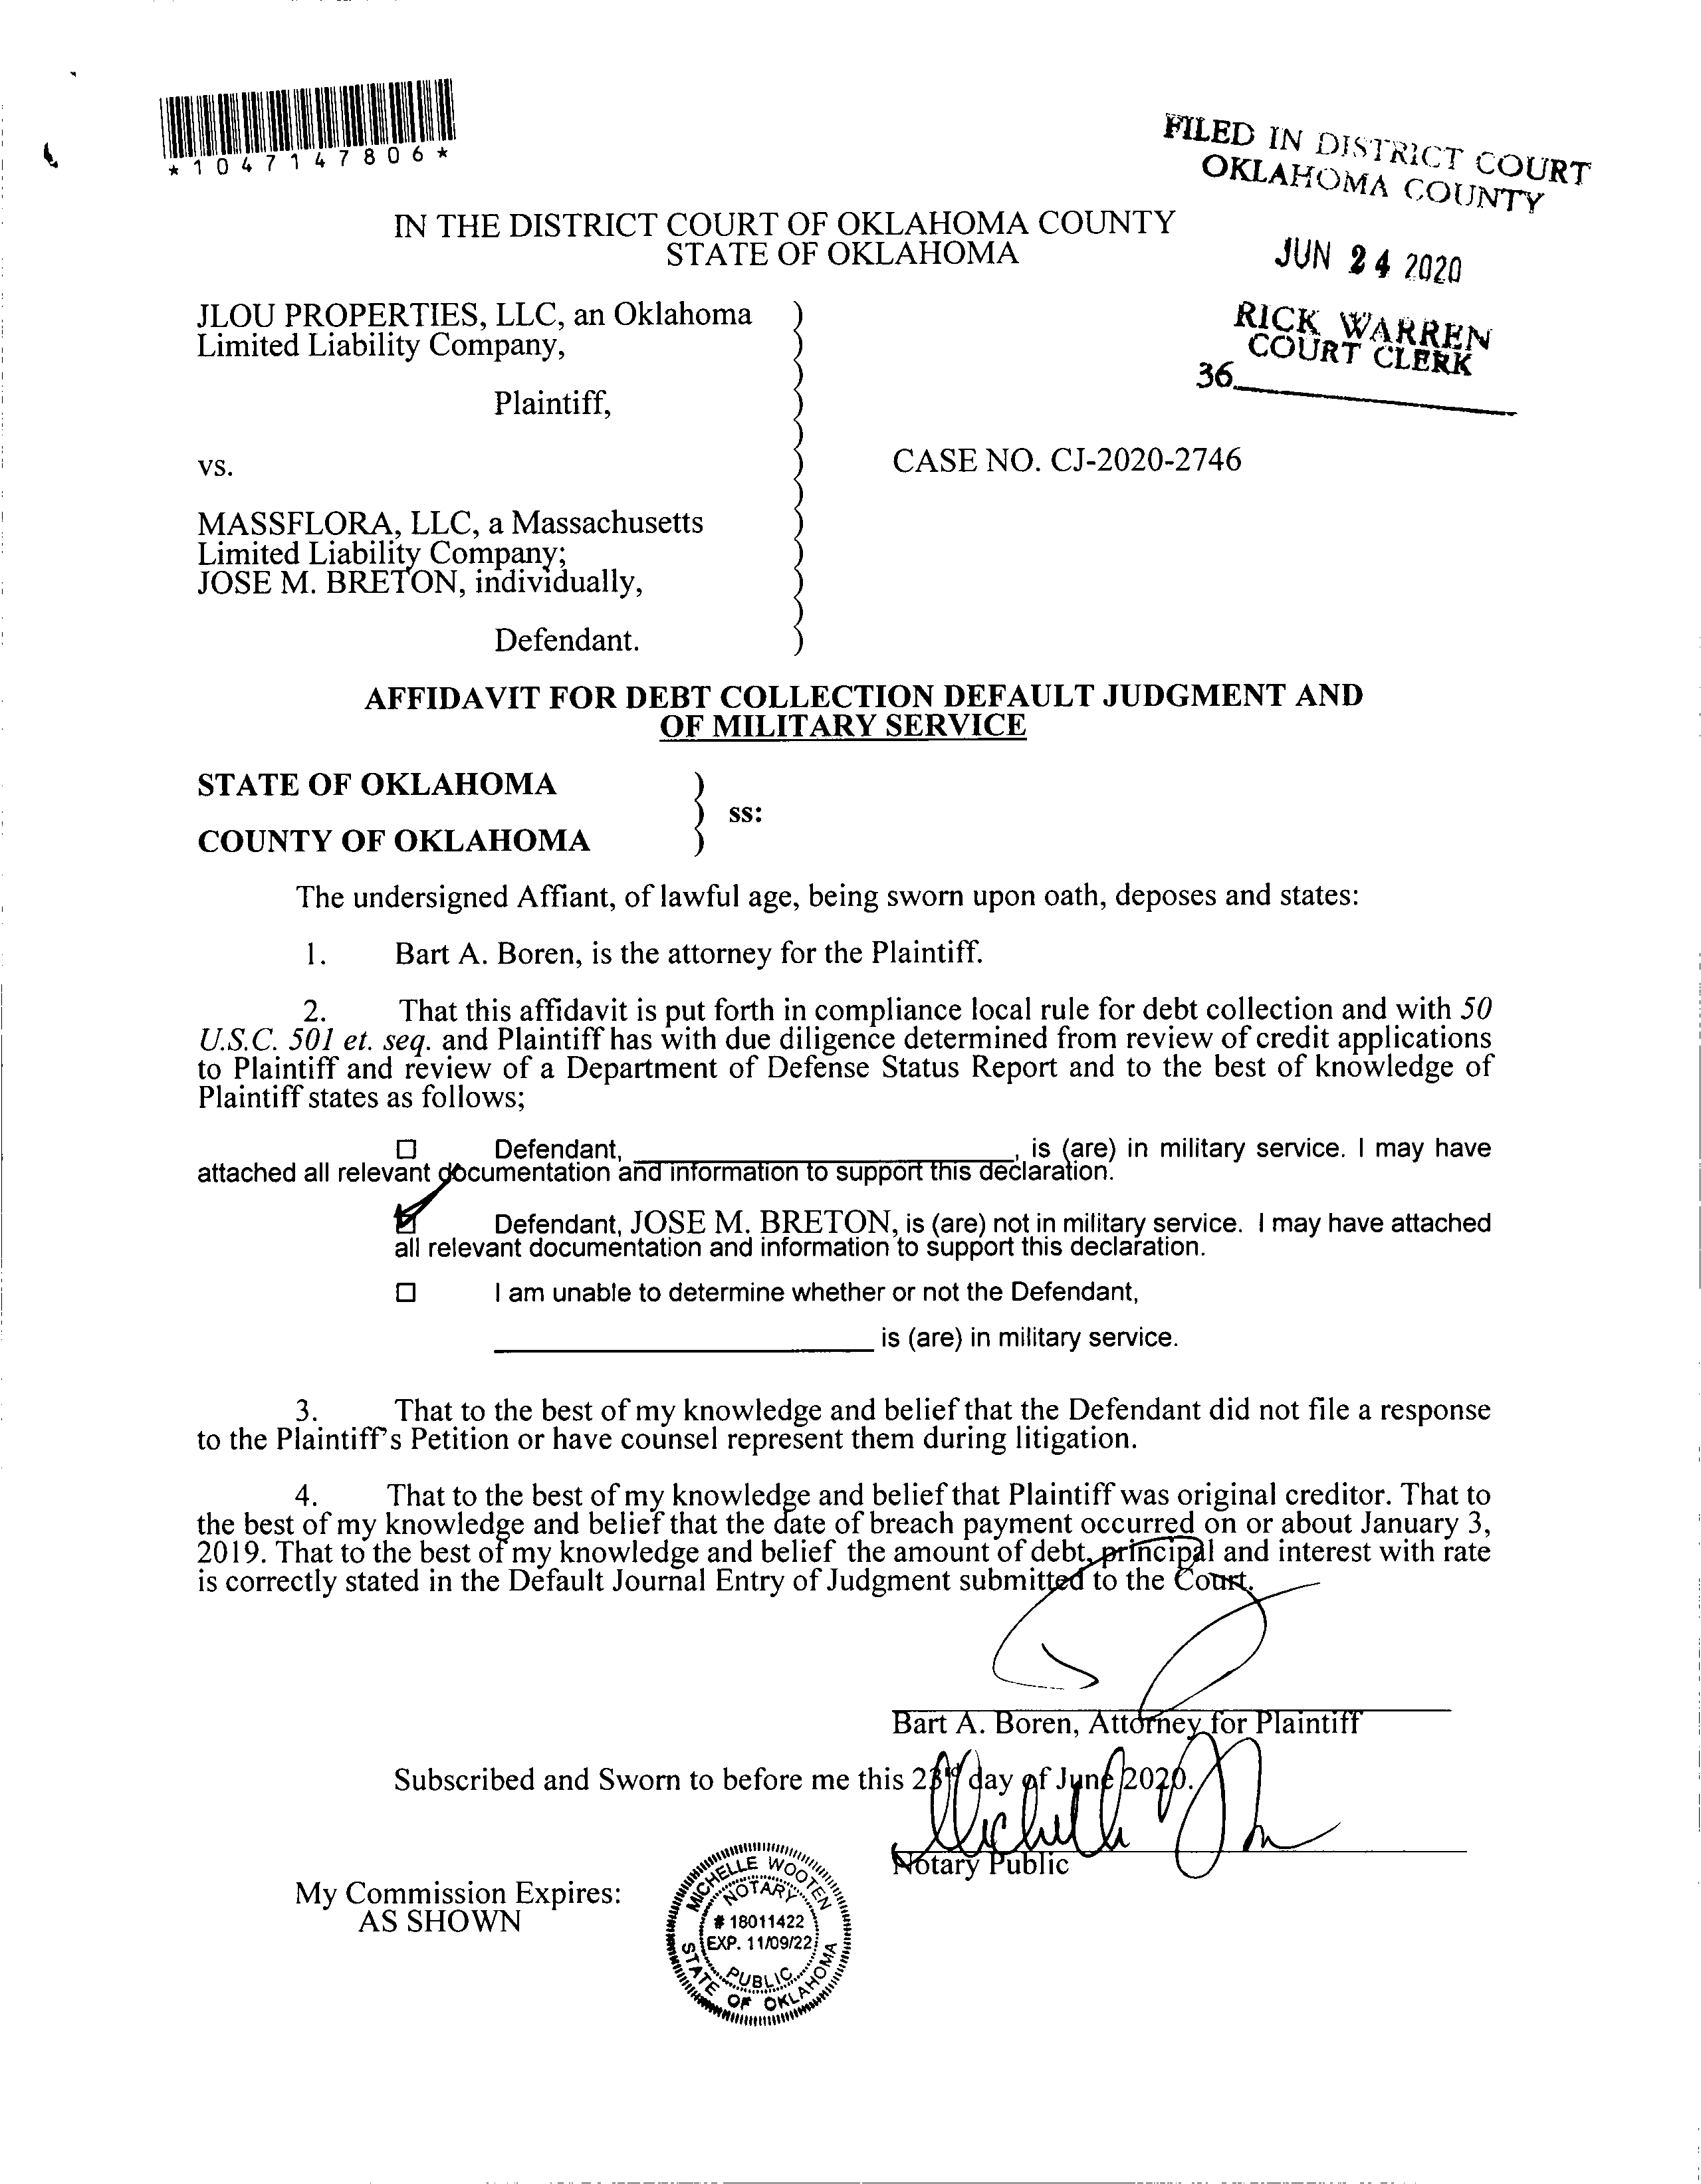 *1047147806*
FILED IN DISTRICT COURT
OKLAHOMA COUNTY
JUN 24 2020
RICK WARREN
COURT CLERK
36
IN THE DISTRICT COURT OF OKLAHOMA COUNTY
STATE OF OKLAHOMA
JLOU PROPERTIES, LLC, an Oklahoma
Limited Liability Company,
Plaintiff,
vs.
CASE NO. CJ-2020-2746
MASSFLORA, LLC, a Massachusetts
Limited Liability Company;
JOSE M. BRETON, individually,
Defendant.
AFFIDAVIT FOR DEBT COLLECTION DEFAULT JUDGMENT AND
OF MILITARY SERVICE
STATE OF OKLAHOMA
ss:
COUNTY OF OKLAHOMA
The undersigned Affiant, of lawful age, being sworn upon oath, deposes and states:
1. Bart A. Boren, is the attorney for the Plaintiff.
2. That this affidavit is put forth in compliance local rule for debt collection and with 50
U.S.C. 501 et. seq. and Plaintiff has with due diligence determined from review of credit applications
to Plaintiff and review of a Department of Defense Status Report and to the best of knowledge of
Plaintiff states as follows;
☐ Defendant, ____________________, is (are) in military service. I may have
attached all relevant documentation and information to support this declaration.
☑ Defendant, JOSE M. BRETON, is (are) not in military service. I may have attached
all relevant documentation and information to support this declaration.
☐ I am unable to determine whether or not the Defendant,
____________________ is (are) in military service.
3. That to the best of my knowledge and belief that the Defendant did not file a response
to the Plaintiff's Petition or have counsel represent them during litigation.
4. That to the best of my knowledge and belief that Plaintiff was original creditor. That to
the best of my knowledge and belief that the date of breach payment occurred on or about January 3,
2019. That to the best of my knowledge and belief the amount of debt, principal and interest with rate
is correctly stated in the Default Journal Entry of Judgment submitted to the Court.
Bart A. Boren, Attorney for Plaintiff
Subscribed and Sworn to before me this 23rd day of June 2020.
Notary Public
My Commission Expires:
AS SHOWN
MICHELLE WOOTEN
NOTARY
# 18011422
EXP. 11/09/22
PUBLIC
STATE OF OKLAHOMA